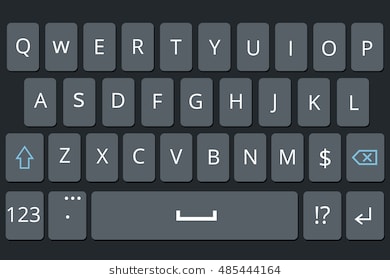 Q w E R T Y U I O P
A S D F G H J K L
Z X C V B N M $
123 . !?
shutterstock.com · 485444164